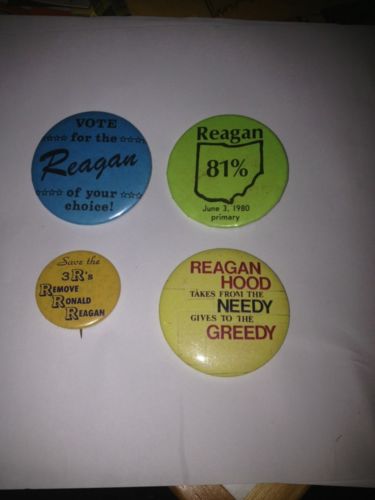 VOTE
☆☆☆ for the ☆☆☆
Reagan
☆☆☆☆ of your ☆☆☆☆
choice!
Reagan
81%
June 3, 1980
primary
Save the
3 R's
REMOVE
RONALD
REAGAN
REAGAN
HOOD
TAKES FROM THE
NEEDY
GIVES TO THE
GREEDY